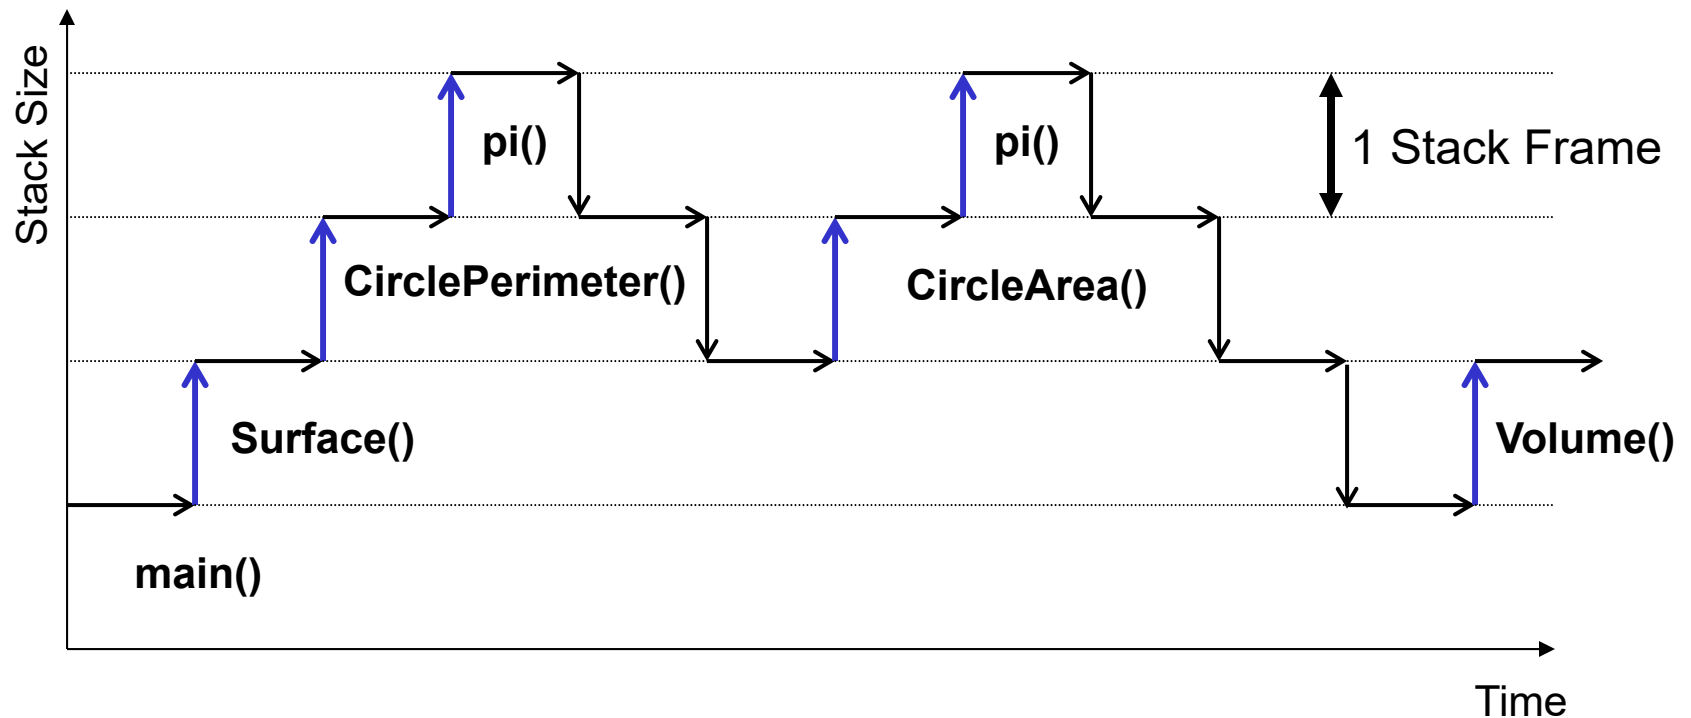 Stack Size
pi()
pi()
1 Stack Frame
CirclePerimeter()
CircleArea()
Surface()
Volume()
main()
Time